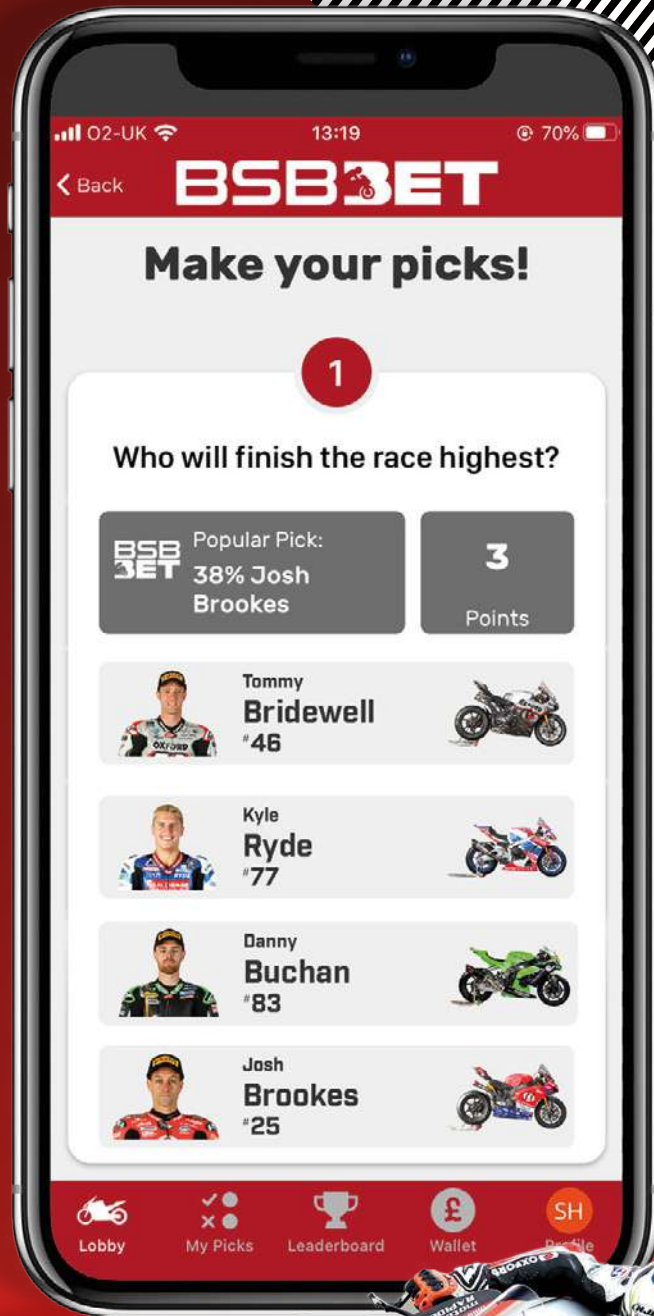 O2-UK 13:19 70%
Back BSBBET
Make your picks!
1
Who will finish the race highest?
BSB
BET
Popular Pick:
38% Josh
Brookes
3
Points
Tommy
Bridewell
#46
OXFORD
Kyle
Ryde
#77
Danny
Buchan
#83
Josh
Brookes
#25
£
SH
Lobby My Picks Leaderboard Wallet Profile
OXFORD